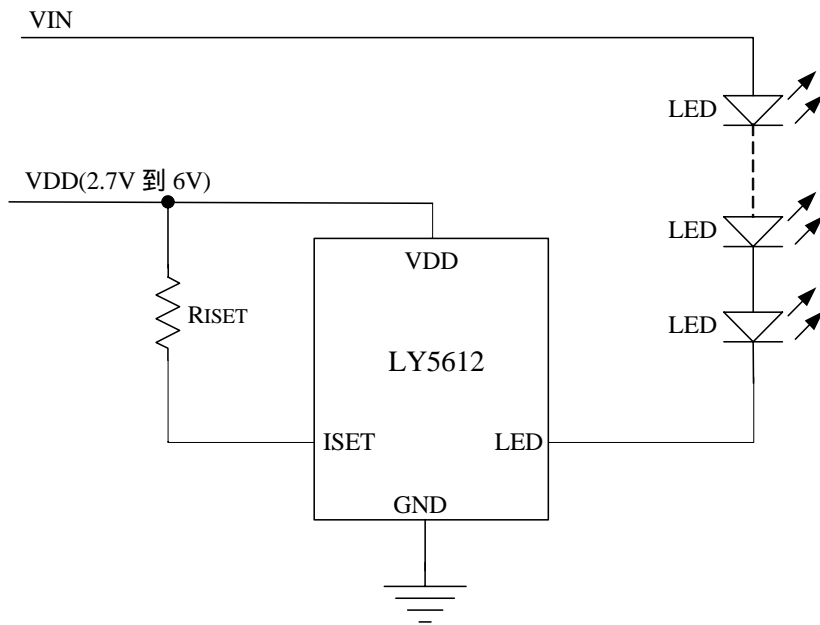 VIN
LED
VDD(2.7V 到 6V)
LED
VDD
RISET
LED
LY5612
ISET
LED
GND